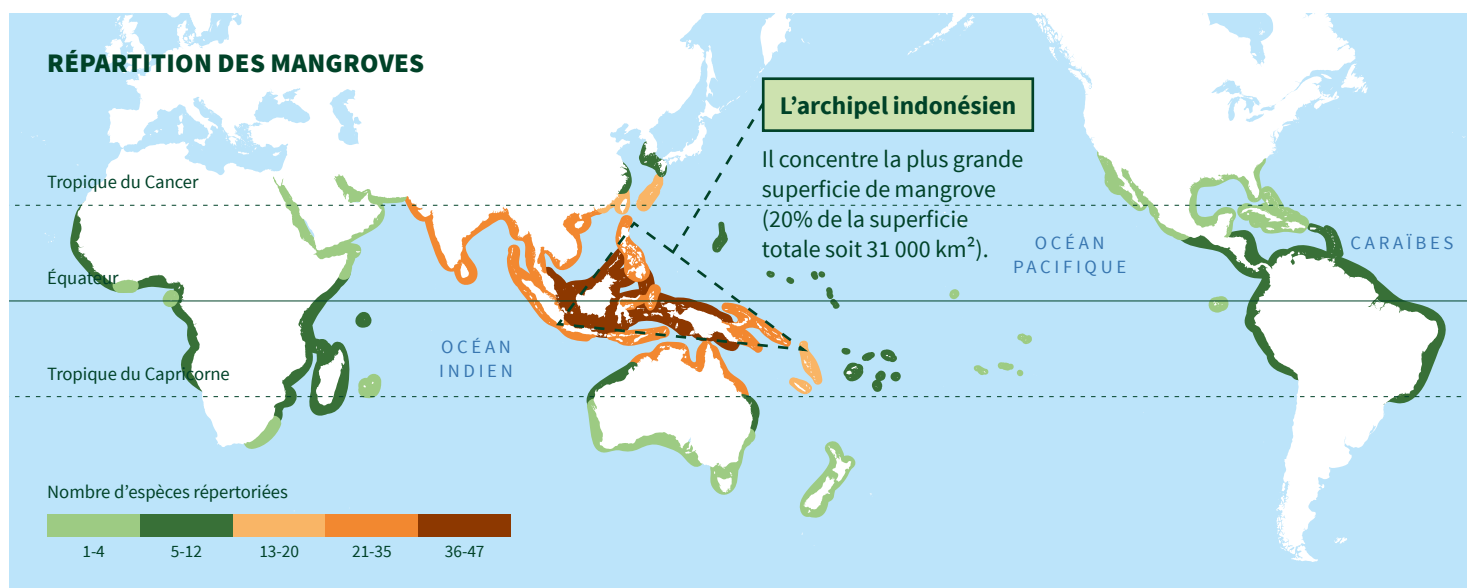 RÉPARTITION DES MANGROVES
L’archipel indonésien
Il concentre la plus grande
superficie de mangrove
(20% de la superficie
totale soit 31 000 km²).
Tropique du Cancer
OCÉAN
PACIFIQUE
CARAÏBES
Équateur
OCÉAN
INDIEN
Tropique du Capricorne
Nombre d’espèces répertoriées
1-4
5-12
13-20
21-35
36-47